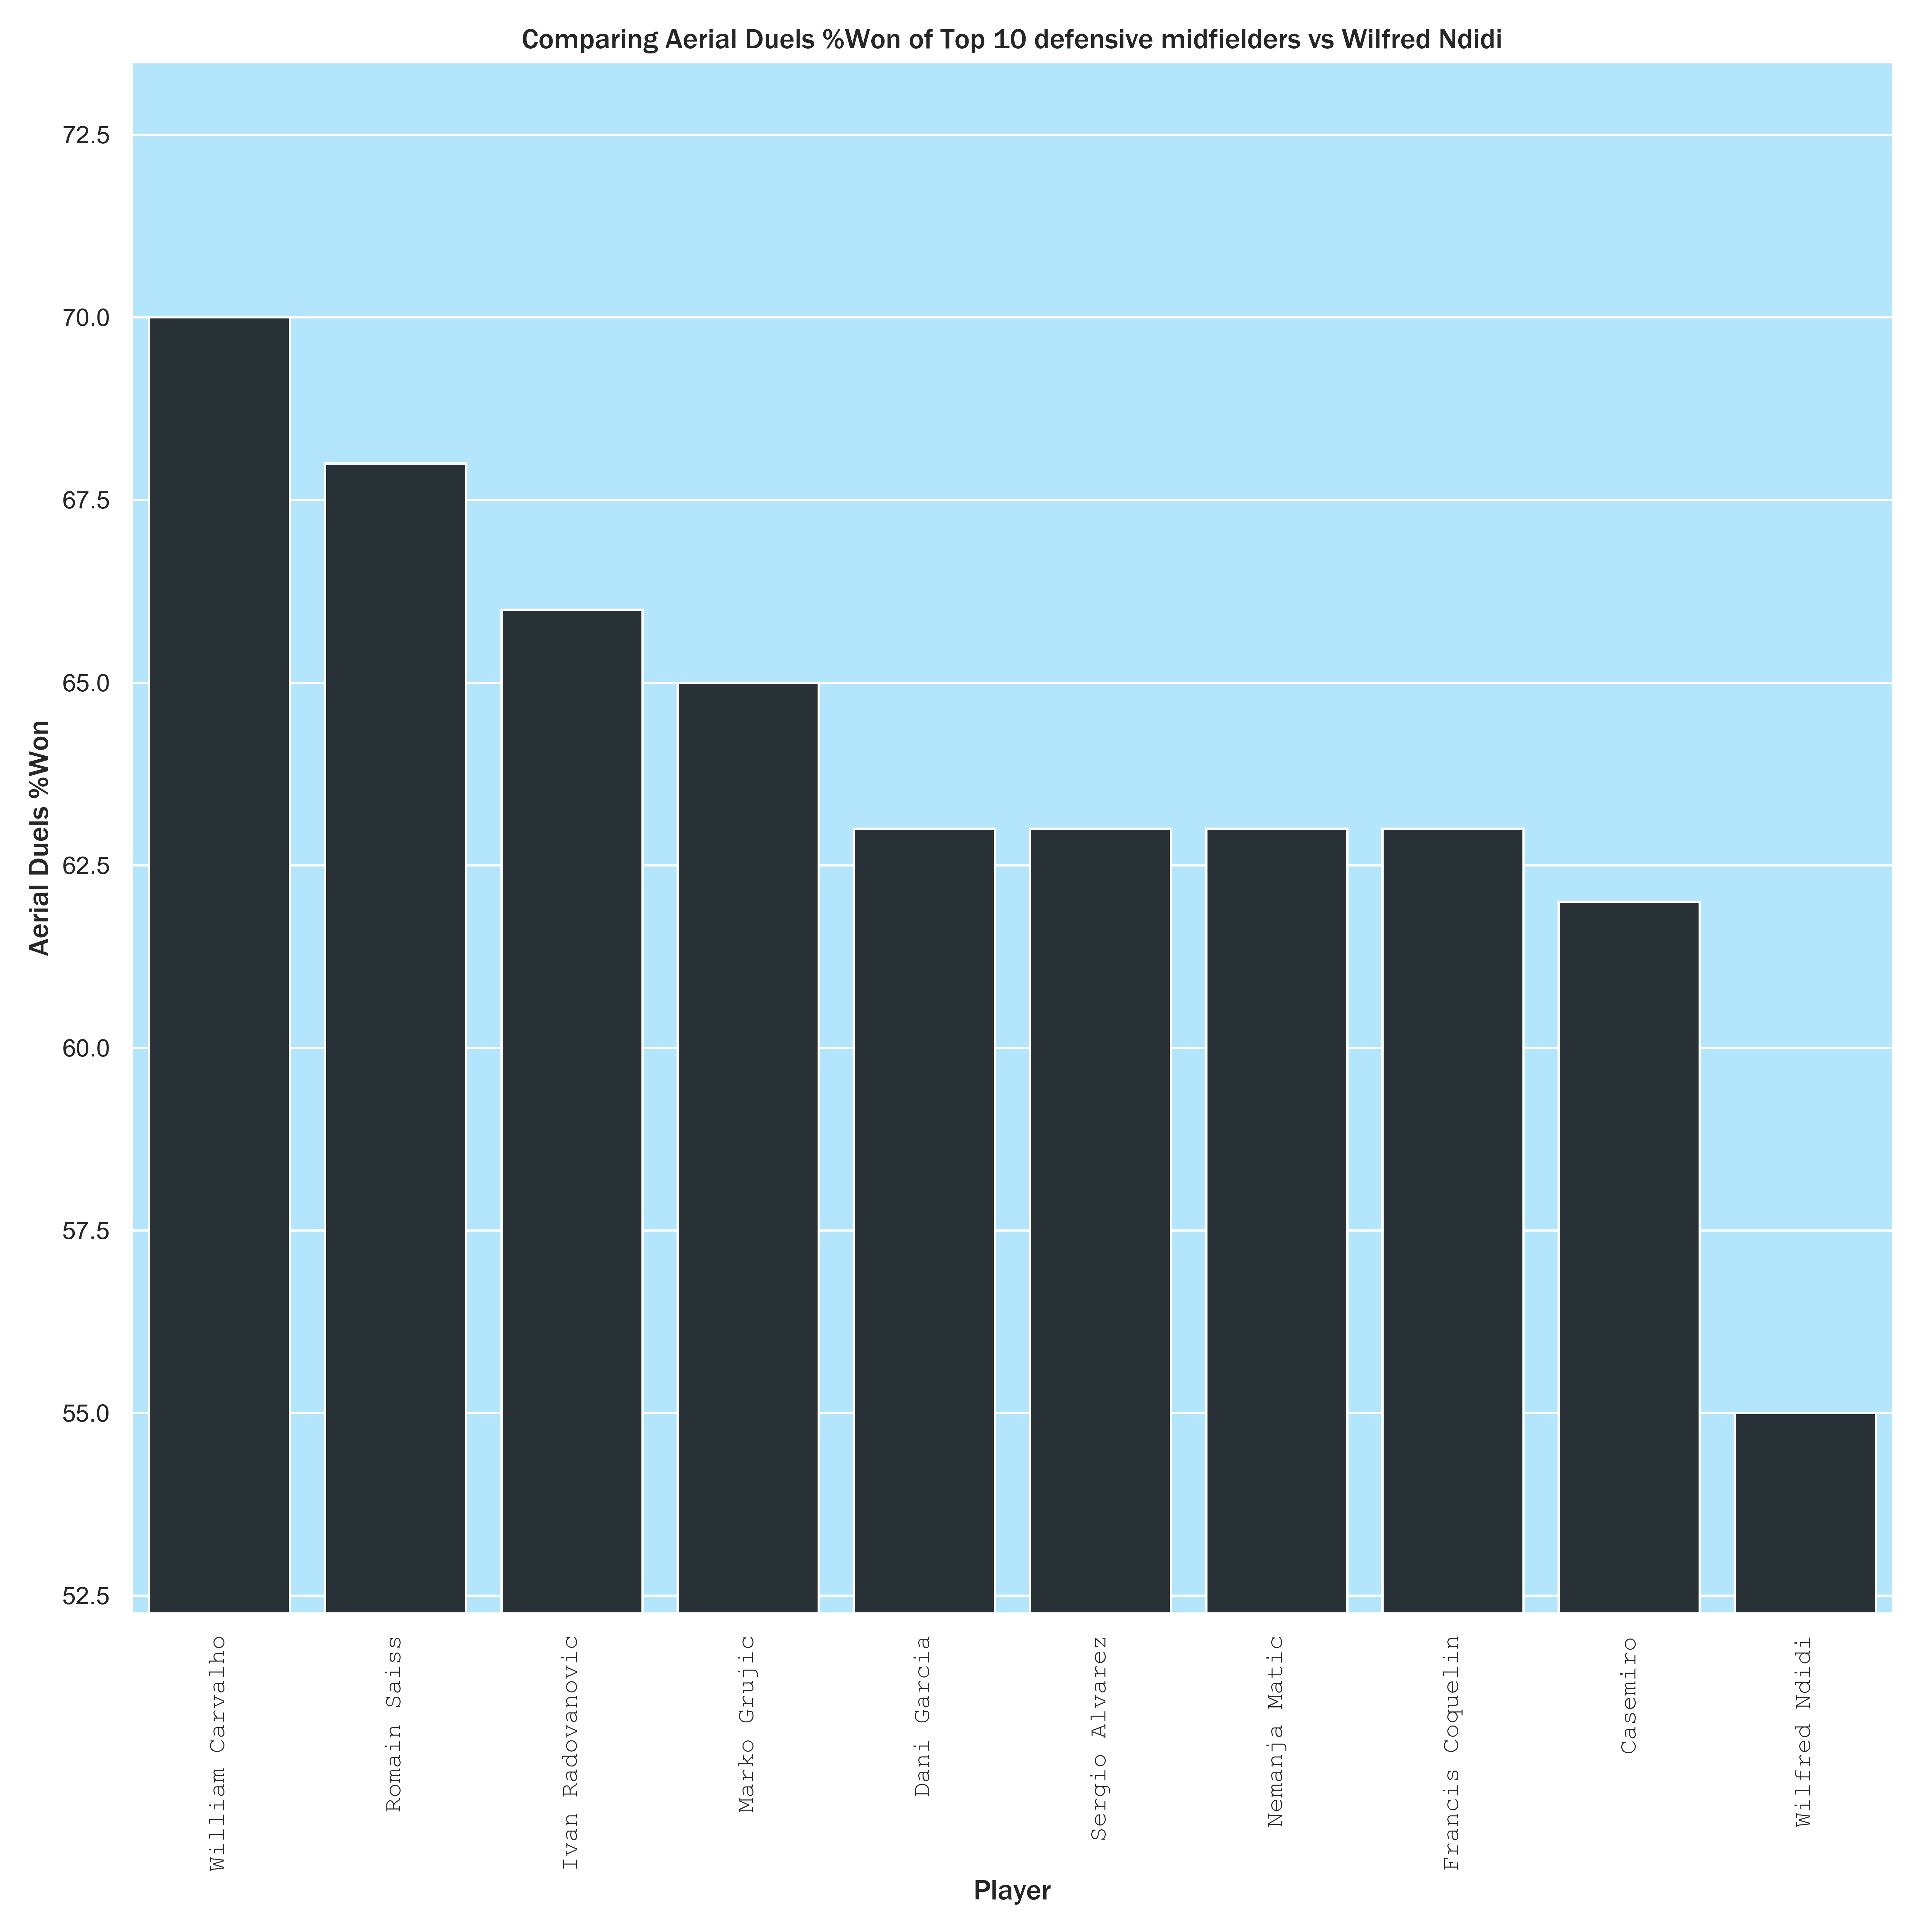 Comparing Aerial Duels %Won of Top 10 defensive midfielders vs Wilfred Ndidi
Aerial Duels %Won
72.5
70.0
67.5
65.0
62.5
60.0
57.5
55.0
52.5
William Carvalho
Romain Saiss
Ivan Radovanovic
Marko Grujic
Dani Garcia
Sergio Alvarez
Nemanja Matic
Francis Coquelin
Casemiro
Wilfred Ndidi
Player